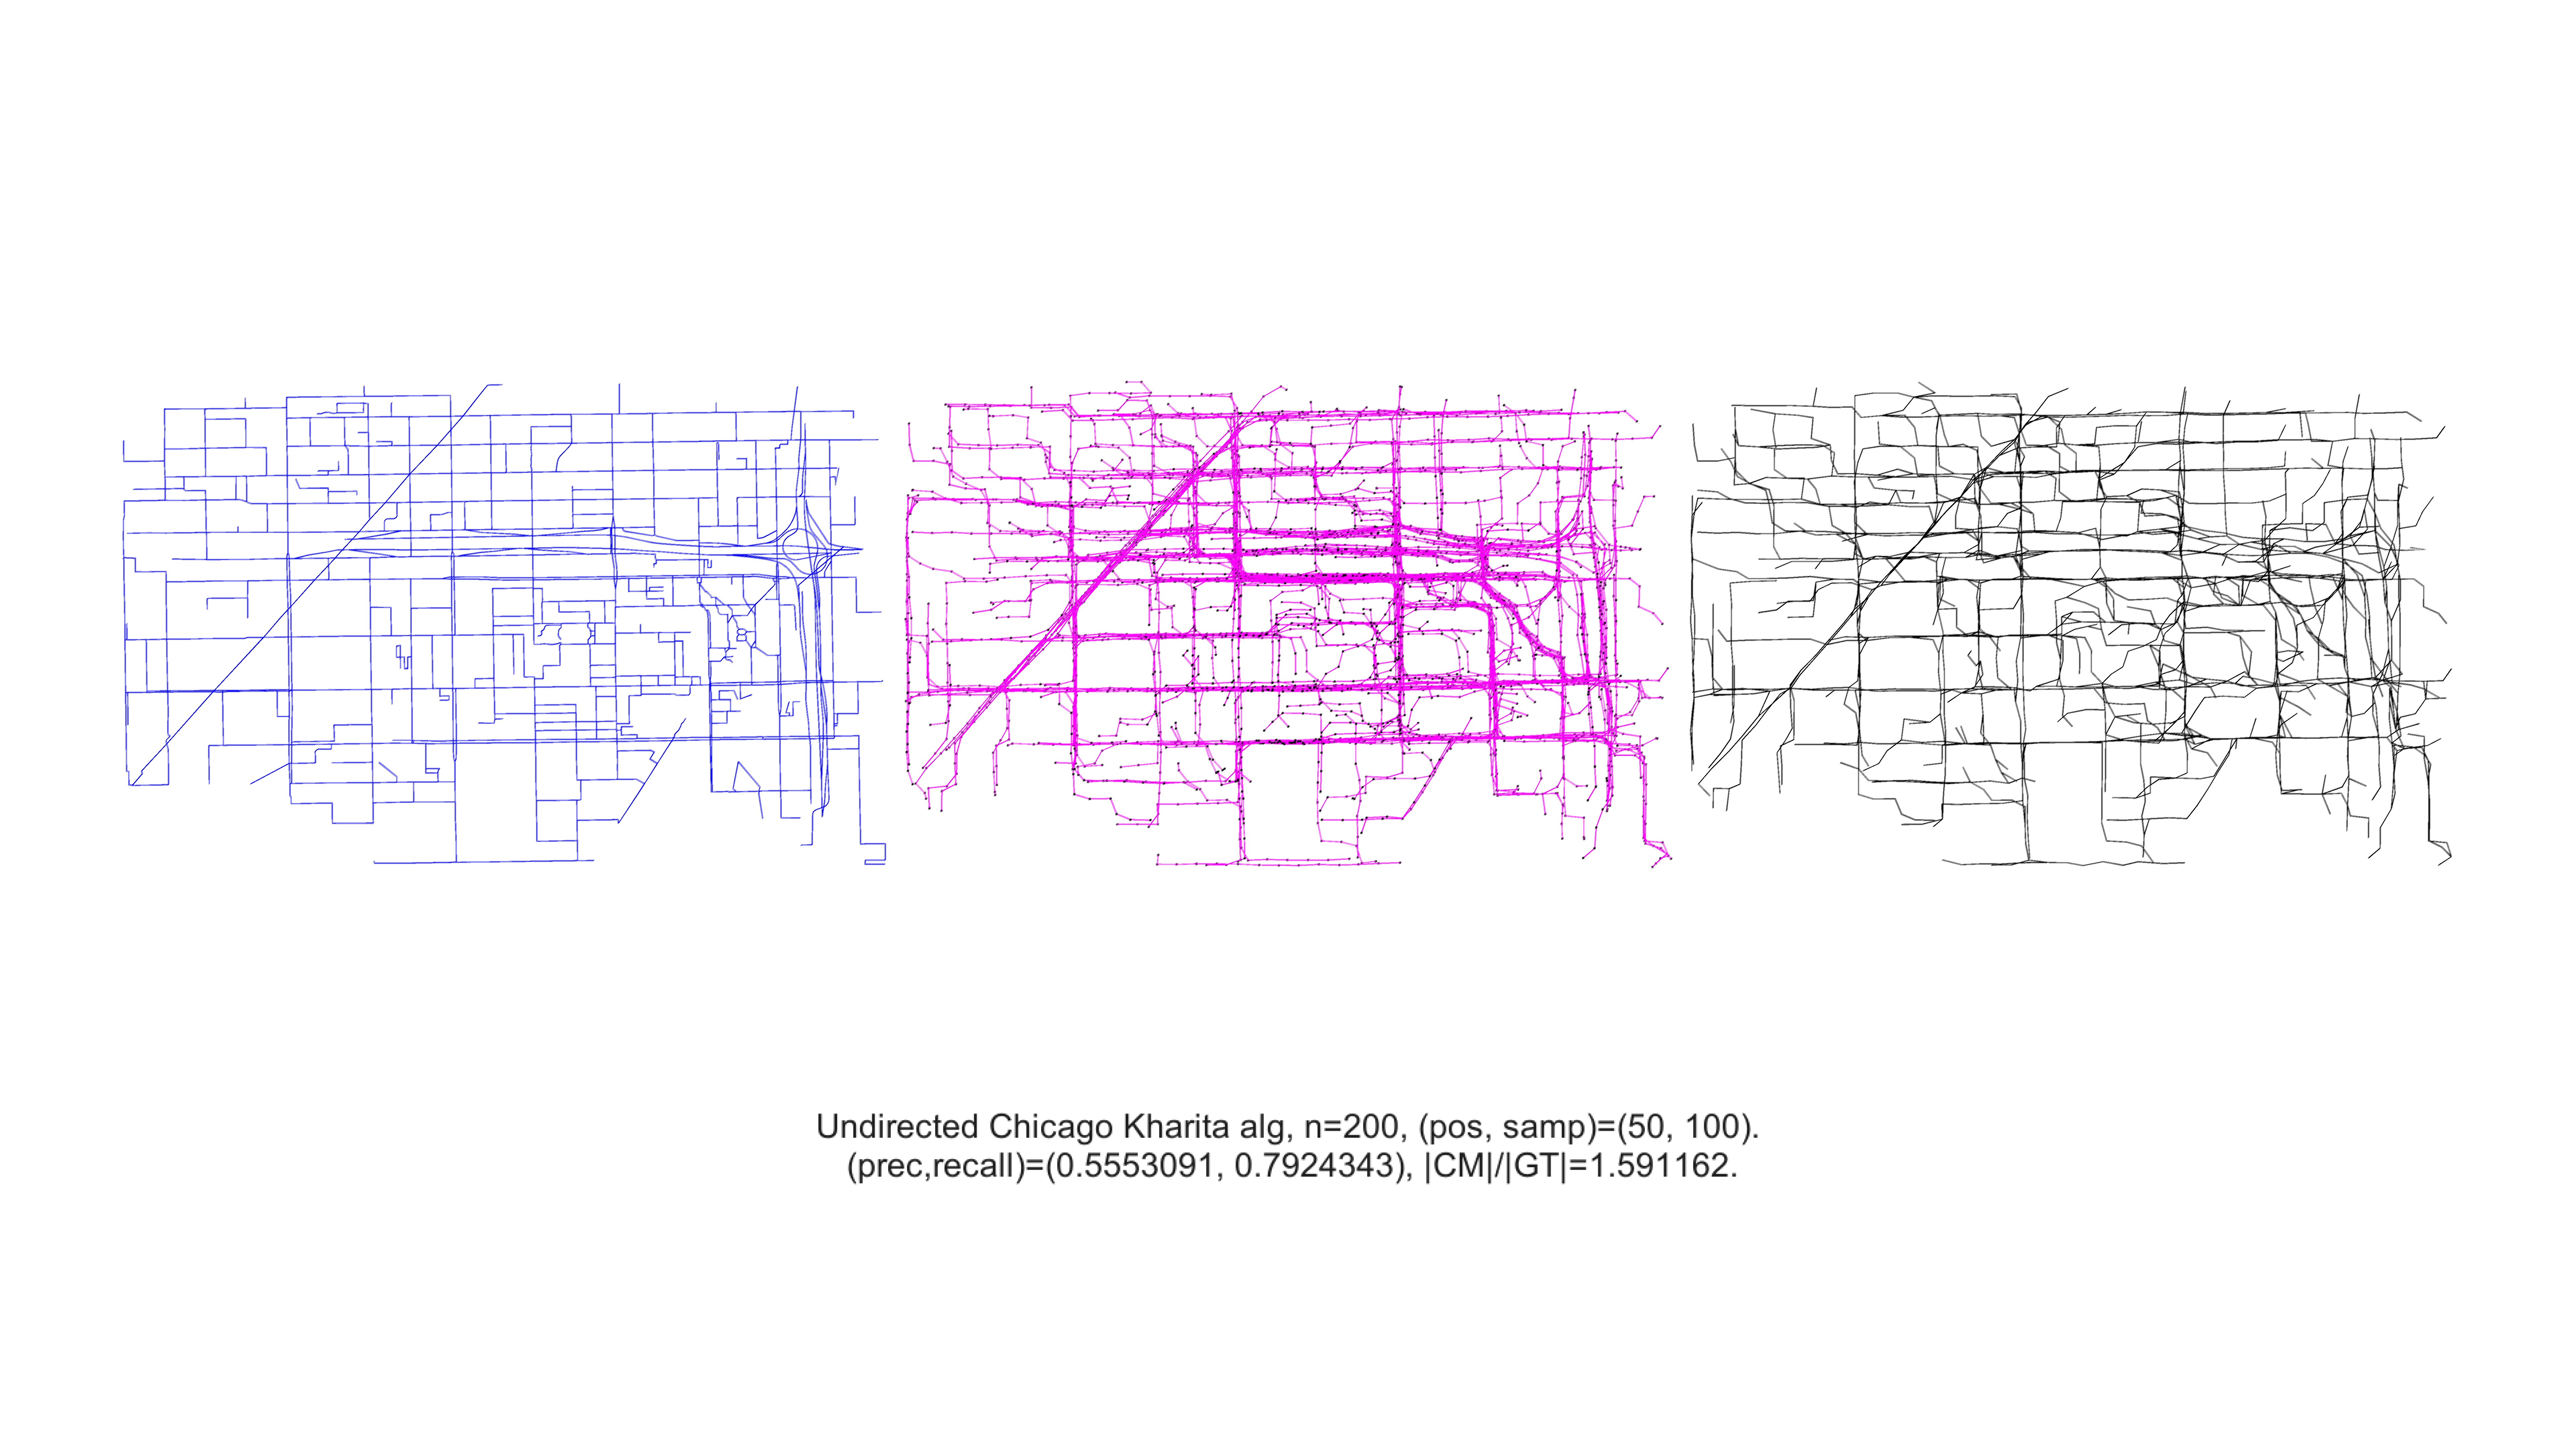 Undirected Chicago Kharita alg, n=200, (pos, samp)=(50, 100).
(prec,recall)=(0.5553091, 0.7924343), |CM|/|GT|=1.591162.